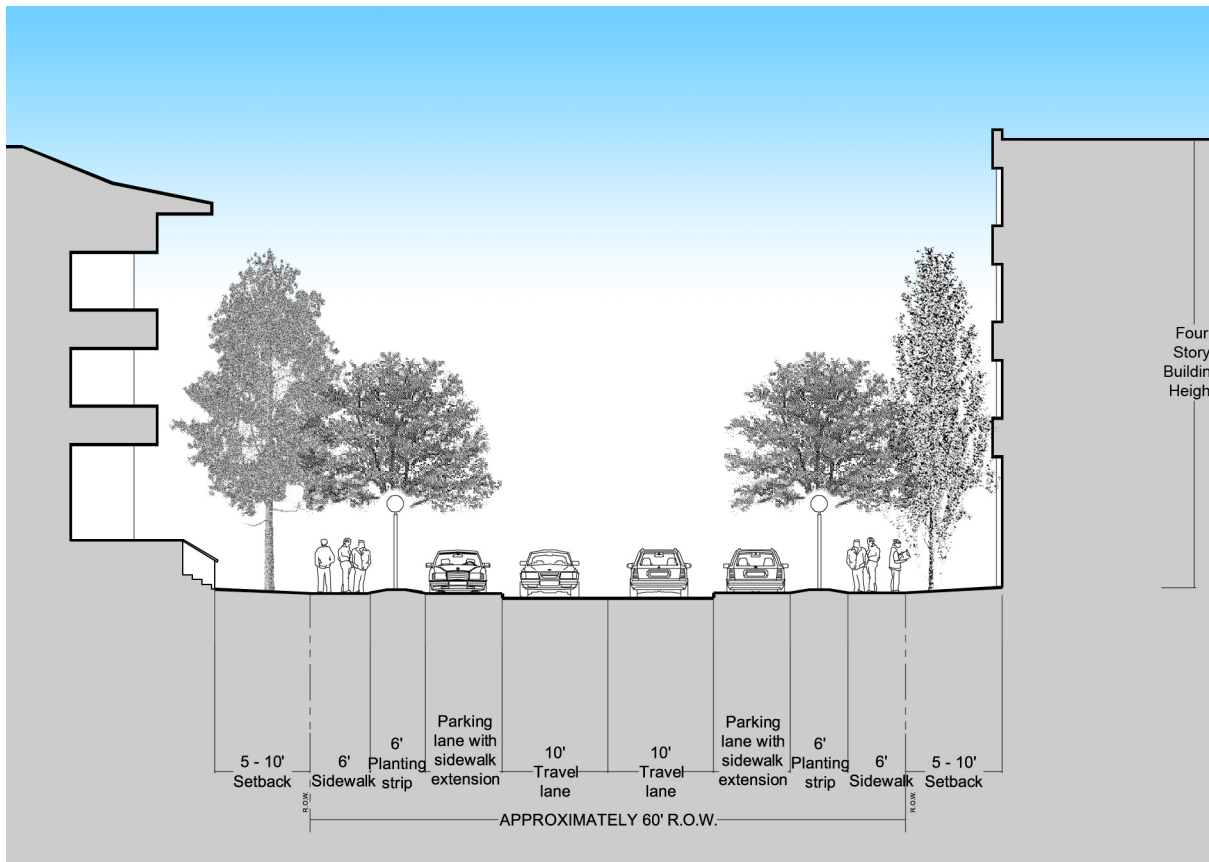 Four
Story
Buildin
Heigh
5 - 10'
Setback
6'
Sidewalk
6'
Planting
strip
Parking
lane with
sidewalk
extension
10'
Travel
lane
10'
Travel
lane
Parking
lane with
sidewalk
extension
6'
Planting
strip
6'
Sidewalk
5 - 10'
Setback
R.O.W.
R.O.W.
APPROXIMATELY 60' R.O.W.